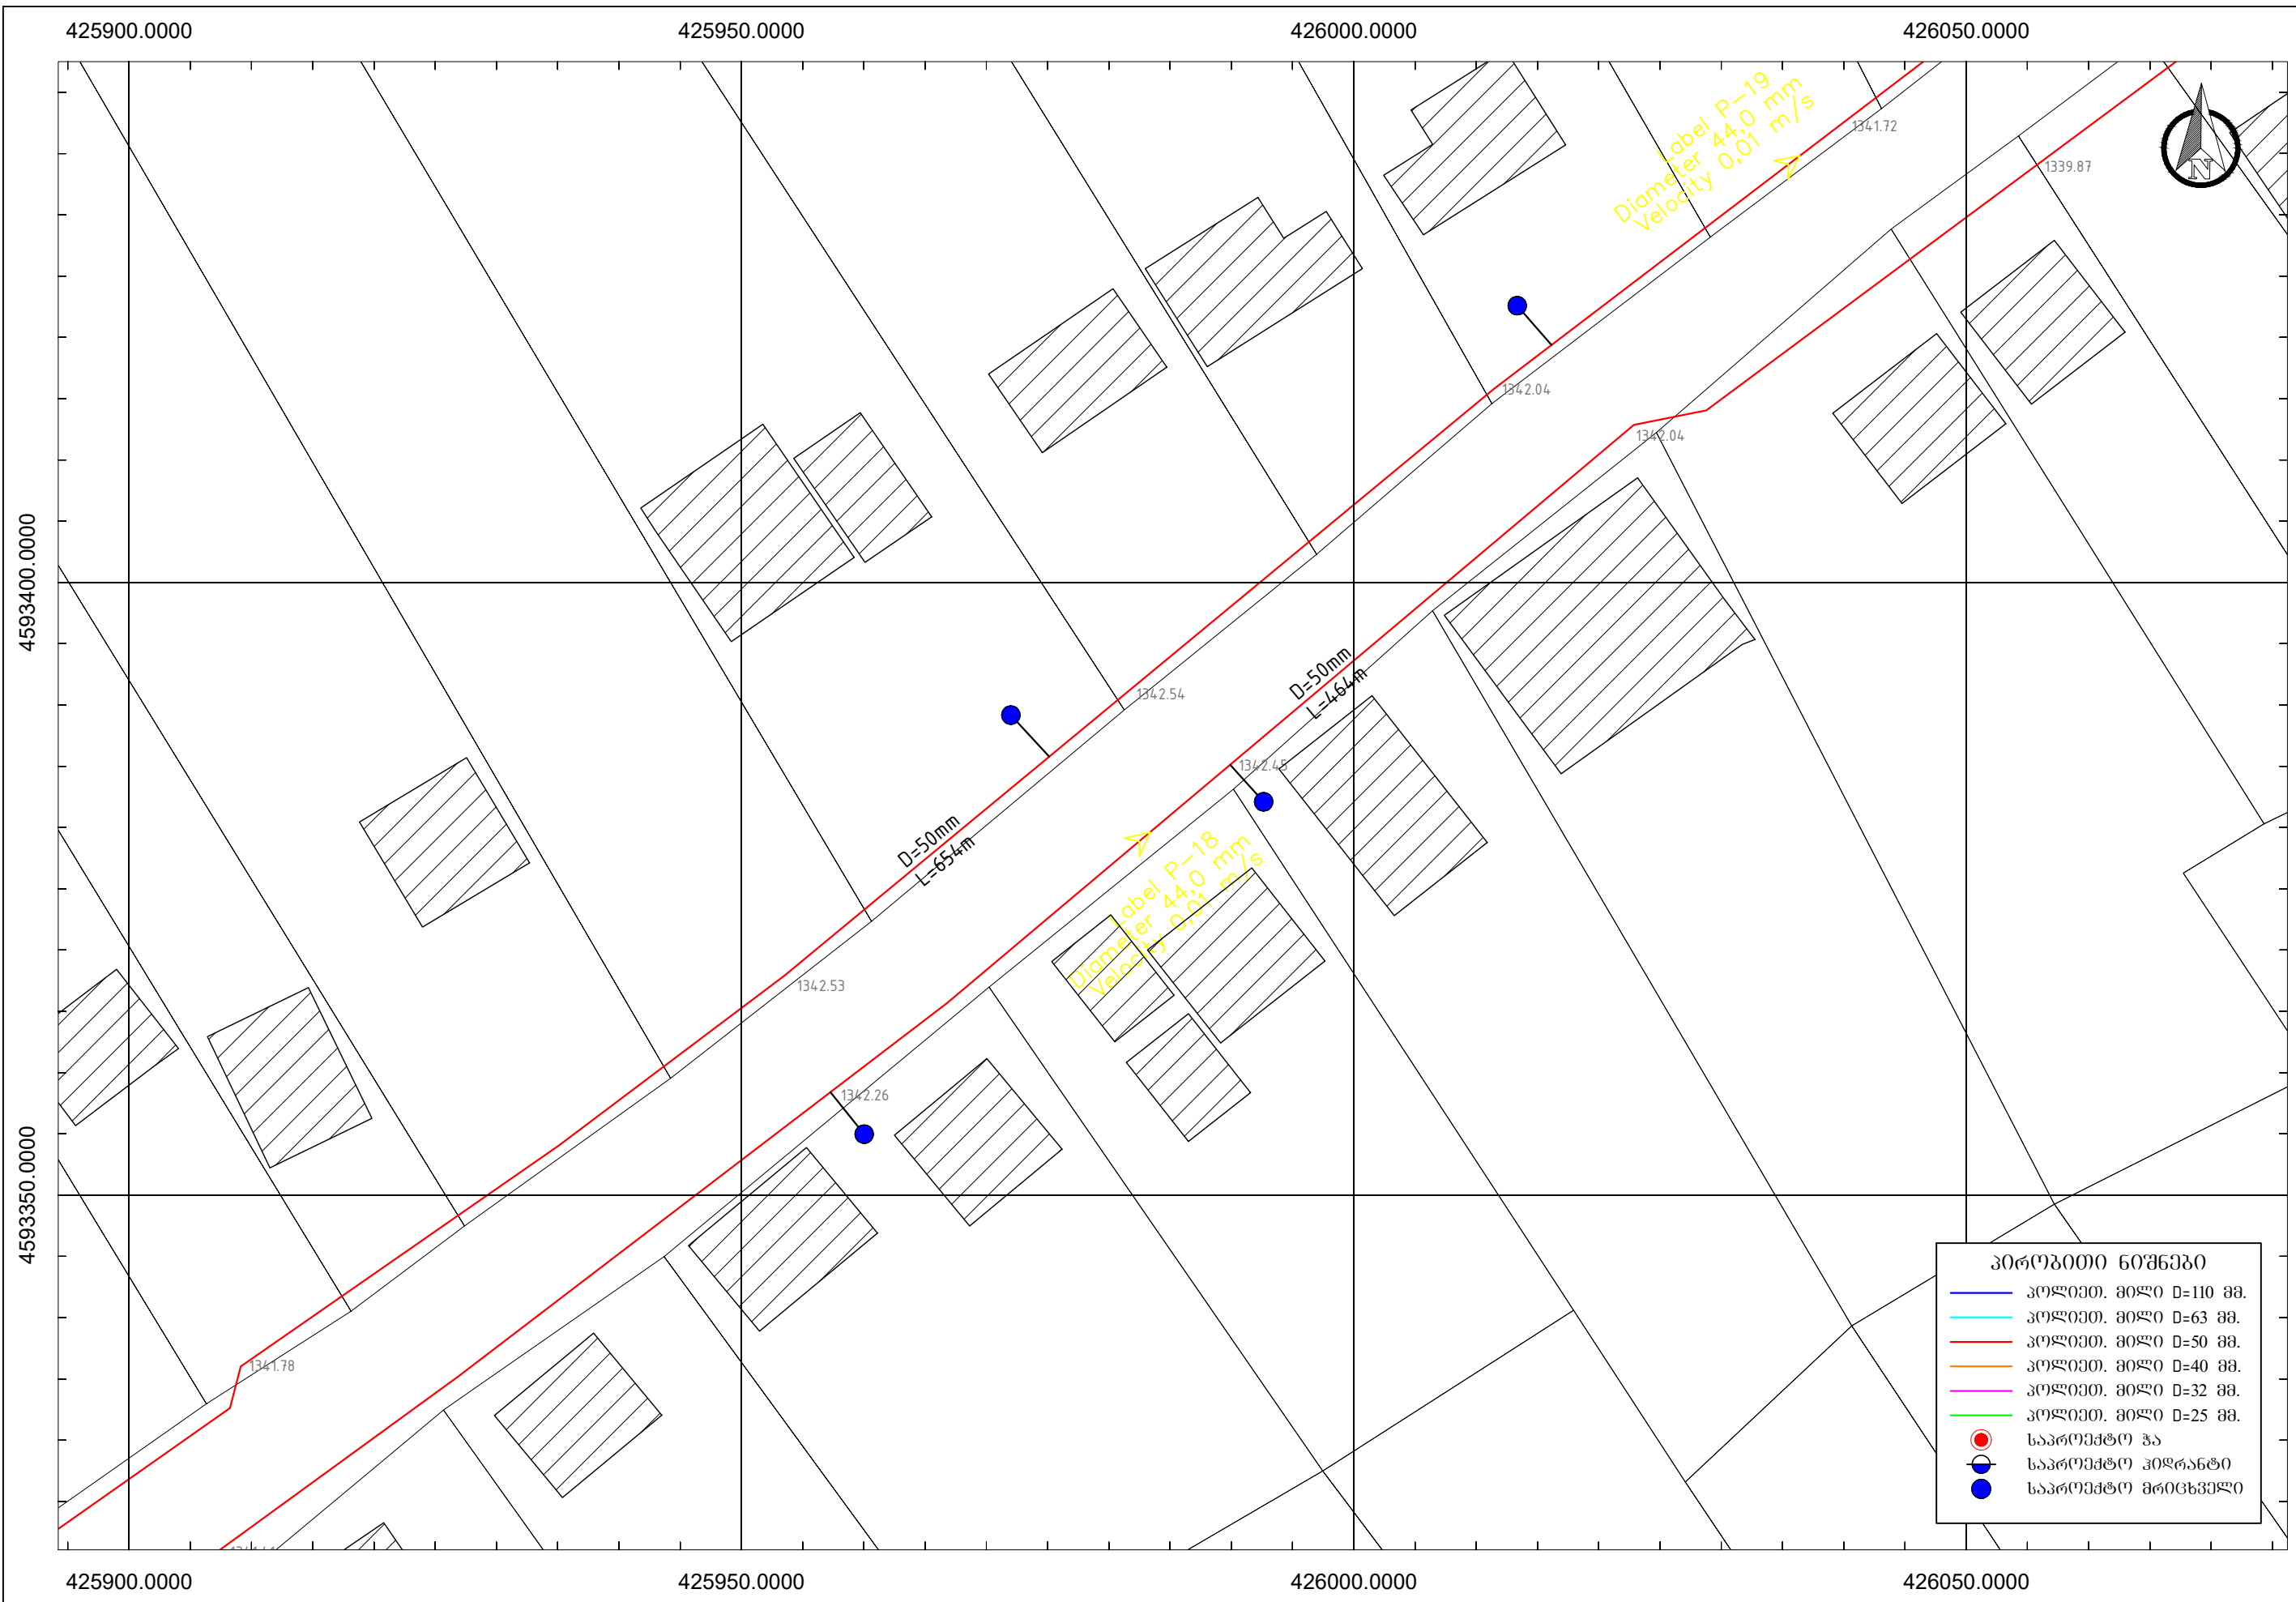 425900.0000
425950.0000
426000.0000
426050.0000
Label P-19
Diameter 44,0 mm
Velocity 0,01 m/s
1341.72
1339.87
N
1342.04
1342.04
4593400.0000
D=50mm
L=464m
1342.54
1342.45
D=50mm
L=654m
Label P-18
Diameter 44,0 mm
Velocity 0,01 m/s
1342.53
1342.26
4593350.0000
1341.78
პირობითი ნიშნები
პოლიეთ. მილი D=110 მმ.
პოლიეთ. მილი D=63 მმ.
პოლიეთ. მილი D=50 მმ.
პოლიეთ. მილი D=40 მმ.
პოლიეთ. მილი D=32 მმ.
პოლიეთ. მილი D=25 მმ.
საპროექტო ჭა
საპროექტო ჰიდრანტი
საპროექტო მრიცხველი
425900.0000
425950.0000
426000.0000
426050.0000